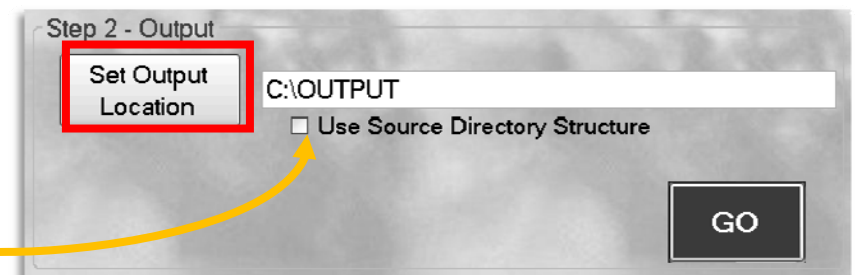 Step 2 - Output
Set Output
Location
C:\OUTPUT
Use Source Directory Structure
GO